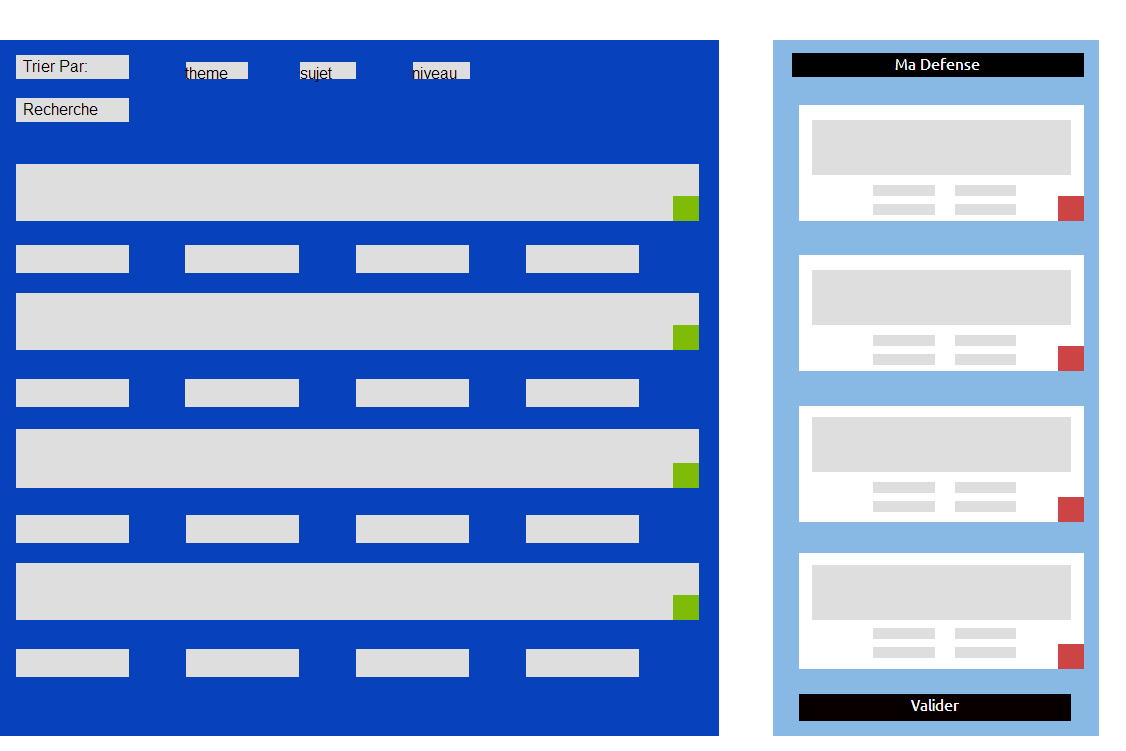 Trier Par:
theme
sujet
niveau
Recherche
Ma Defense
Valider